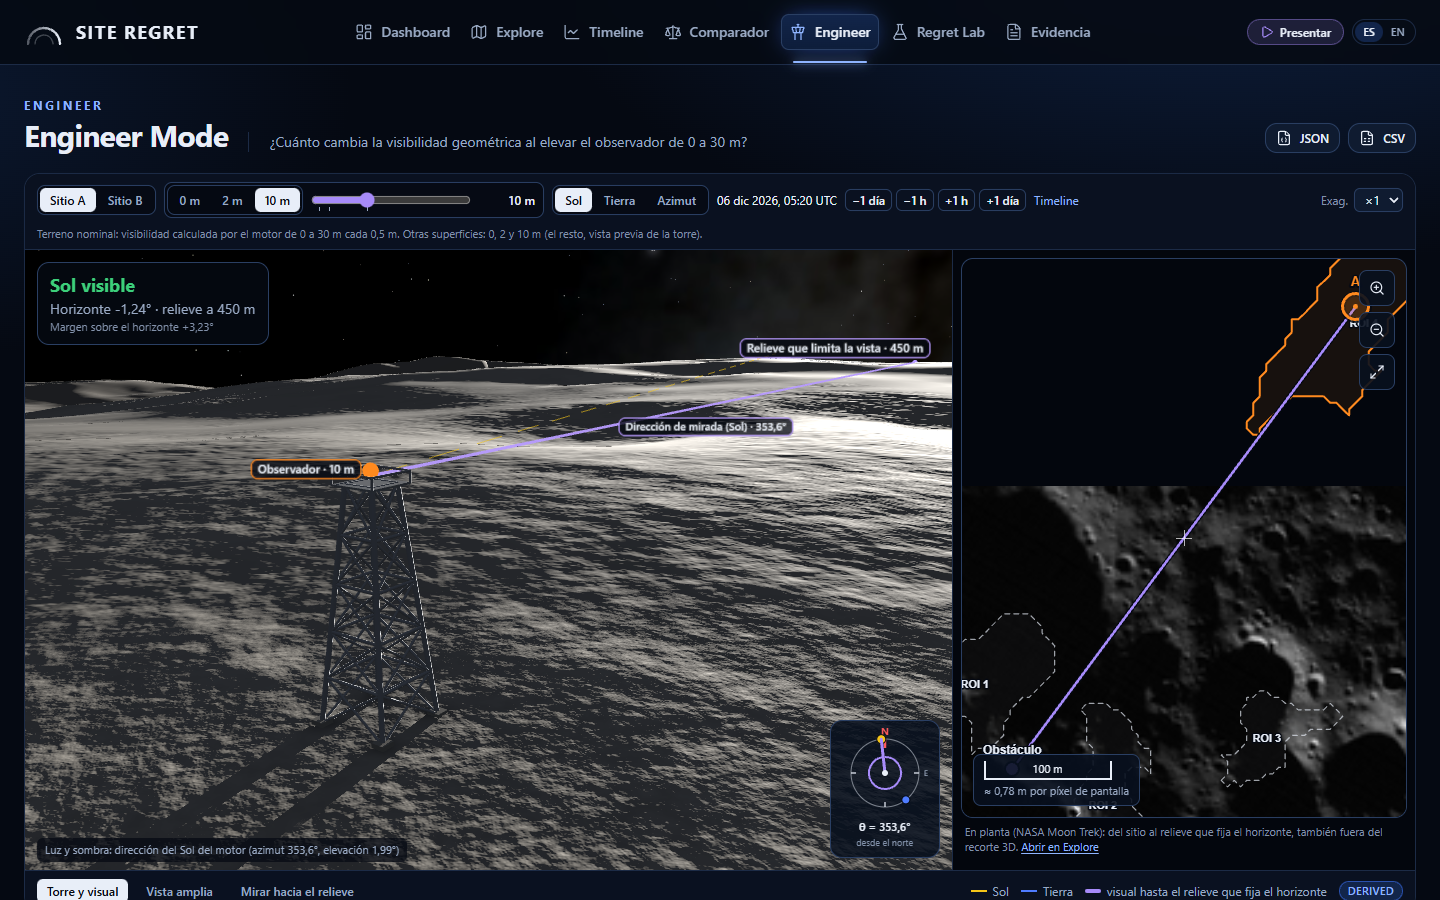 SITE REGRET
Dashboard
Explore
Timeline
Comparador
Engineer
Regret Lab
Evidencia
Presentar
ES
EN
ENGINEER
Engineer Mode
¿Cuánto cambia la visibilidad geométrica al elevar el observador de 0 a 30 m?
JSON
CSV
Sitio A
Sitio B
0 m
2 m
10 m
10 m
Sol
Tierra
Azimut
06 dic 2026, 05:20 UTC
−1 día
−1 h
+1 h
+1 día
Timeline
Exag.
×1
Terreno nominal: visibilidad calculada por el motor de 0 a 30 m cada 0,5 m. Otras superficies: 0, 2 y 10 m (el resto, vista previa de la torre).
Sol visible
Horizonte -1,24° · relieve a 450 m
Margen sobre el horizonte +3,23°
Relieve que limita la vista · 450 m
Dirección de mirada (Sol) · 353,6°
Observador · 10 m
N
E
θ = 353,6°
desde el norte
Luz y sombra: dirección del Sol del motor (azimut 353,6°, elevación 1,99°)
A
ROI 1
ROI 3
Obstáculo
100 m
≈ 0,78 m por píxel de pantalla
ROI 2
En planta (NASA Moon Trek): del sitio al relieve que fija el horizonte, también fuera del
recorte 3D. Abrir en Explore
Torre y visual
Vista amplia
Mirar hacia el relieve
Sol
Tierra
visual hasta el relieve que fija el horizonte
DERIVED